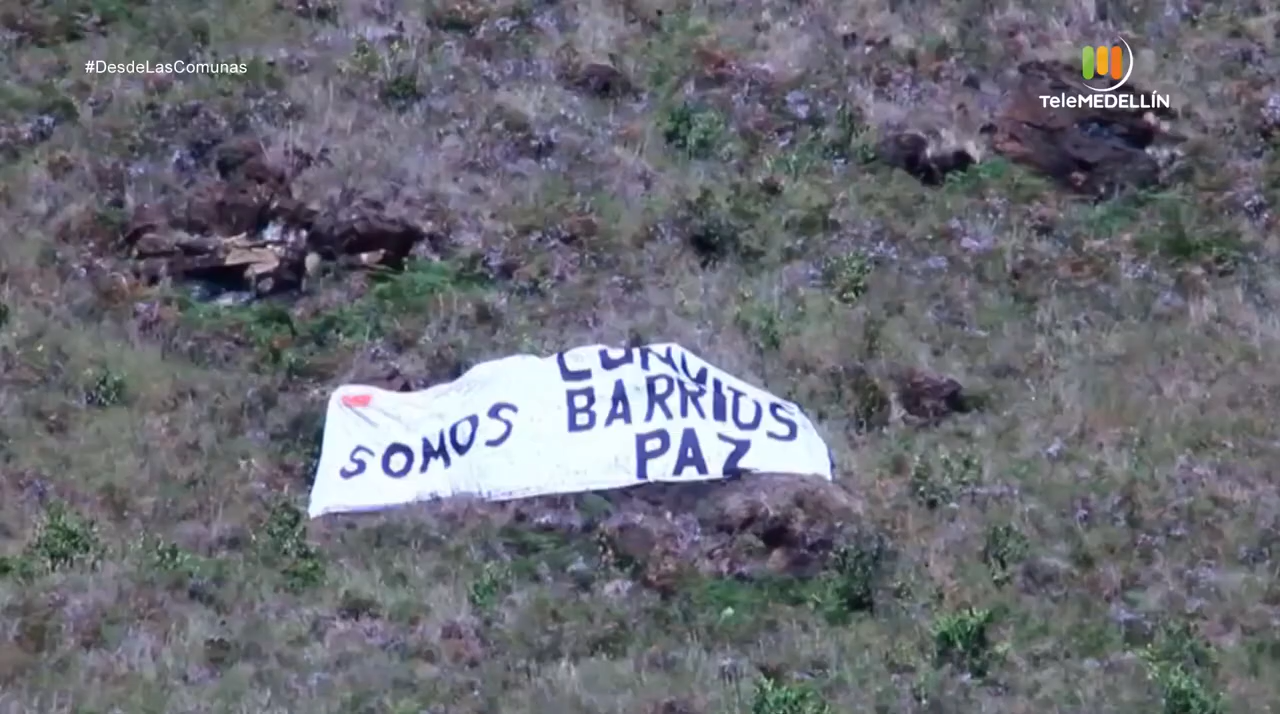 #DesdeLasComunas
TeleMEDELLÍN
SOMOS
BARRIOS
PAZ